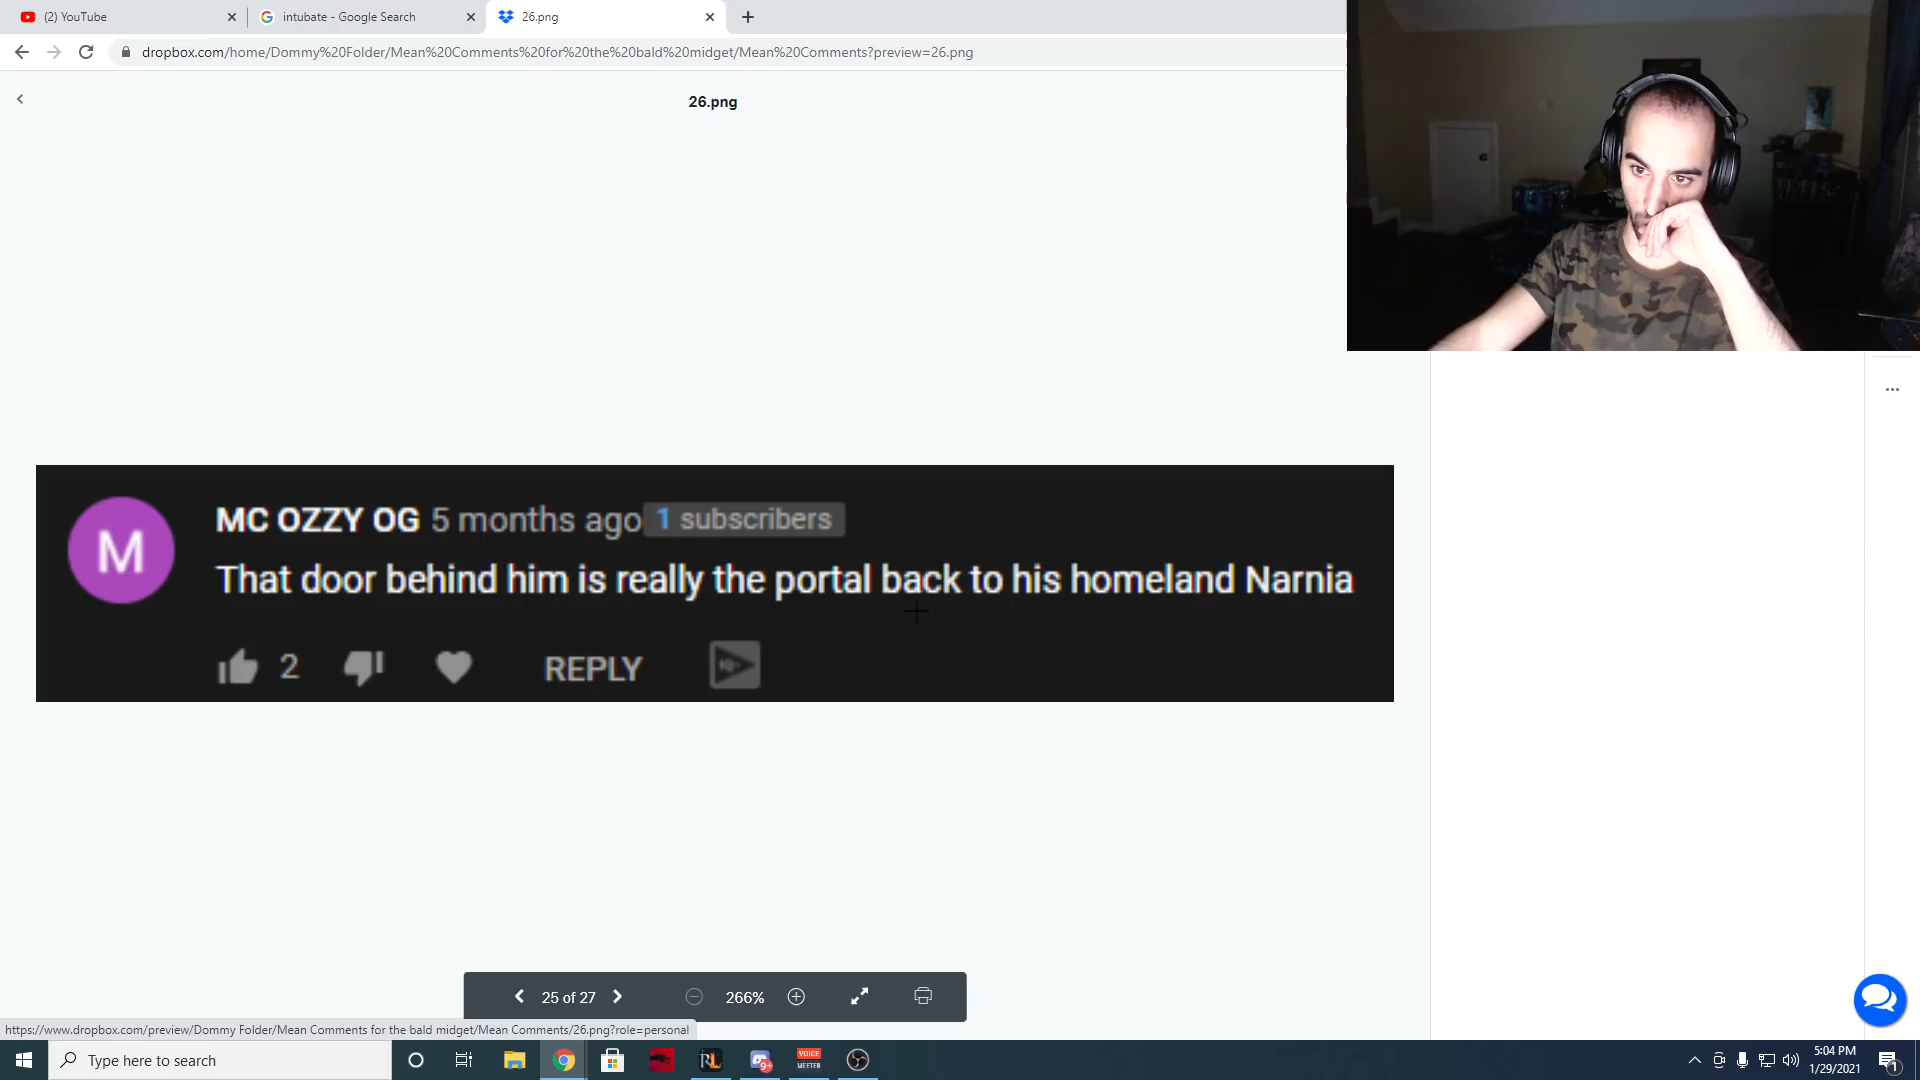 (2) YouTube
intubate - Google Search
26.png
dropbox.com/home/Dommy%20Folder/Mean%20Comments%20for%20the%20bald%20midget/Mean%20Comments?preview=26.png
26.png
MC OZZY OG 5 months ago 1 subscribers
M
That door behind him is really the portal back to his homeland Narnia
2
REPLY
25 of 27
266%
https://www.dropbox.com/preview/Dommy Folder/Mean Comments for the bald midget/Mean Comments/26.png?role=personal
Type here to search
9+
VOICE
MEETER
5:04 PM
1/29/2021
1